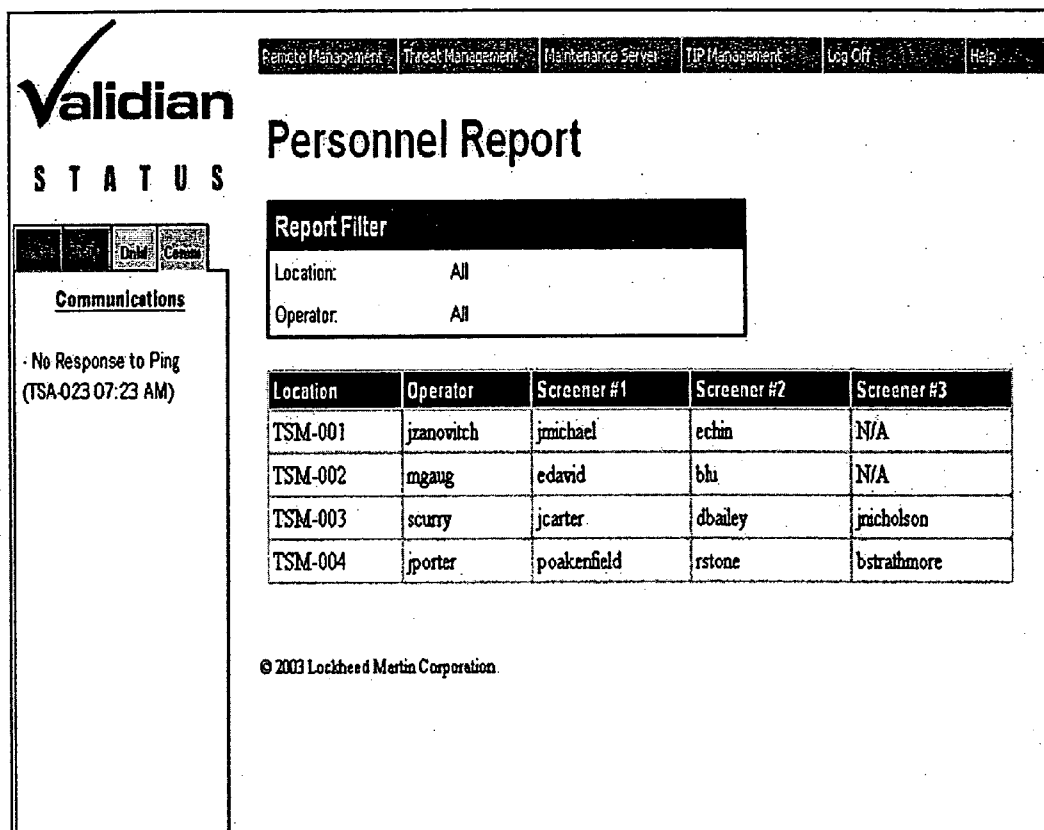 Validian
STATUS
Remote Management Threat Management Maintenance Server TIP Management Log Off Help
Personnel Report
Report Filter
Location: All
Operator: All
Dnld Comm
Communications
- No Response to Ping
(TSA-023 07:23 AM)
Location Operator Screener #1 Screener #2 Screener #3
TSM-001 jzanovitch jmichael echin N/A
TSM-002 mgaug edavid N/A
TSM-003 scurry jcarter dbailey jnicholson
TSM-004 jporter poakenfield rstone bstrathmore
© 2003 Lockheed Martin Corporation.